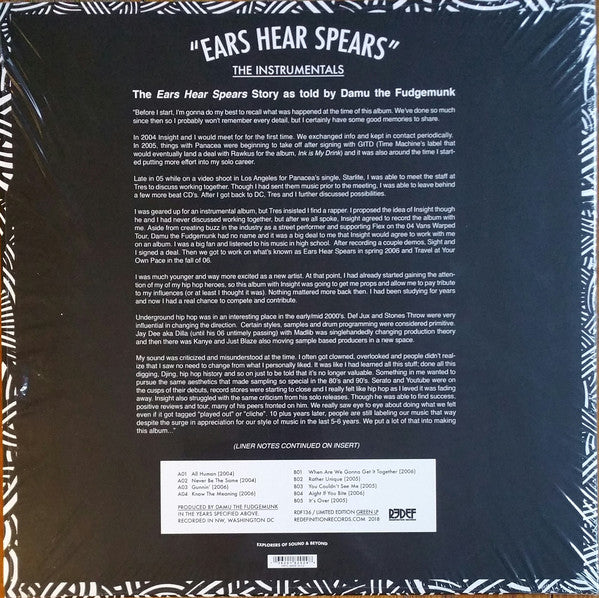 "EARS HEAR SPEARS"
THE INSTRUMENTALS
The Ears Hear Spears Story as told by Damu the Fudgemunk
"Before I start, I'm gonna do my best to recall what was happened at the time of this album. We've done so much
since then so I probably won't remember every detail, but I certainly have some good memories to share.
In 2004 Insight and I would meet for for the first time. We exchanged info and kept in contact periodically.
In 2005, things with Panacea were beginning to take off after signing with GITD (Time Machine's label that
would eventually land a deal with Rawkus for the album, Ink is My Drink) and it was also around the time I start-
ed putting more effort into my solo career.
Late in 05 while on a video shoot in Los Angeles for Panacea's single, Starlite, I was able to meet the staff at
Tres to discuss working together. Though I had sent them music prior to the meeting, I was able to leave behind
a few more beat CD's. After I got back to DC, Tres and I further discussed possibilities.
I was geared up for an instrumental album, but Tres insisted I find a rapper. I proposed the idea of Insight though
he and I had never discussed working together, but after we all spoke, Insight agreed to record the album with
me. Aside from creating buzz in the industry as a street performer and supporting Flex on the 04 Vans Warped
Tour, Damu the Fudgemunk had no name and it was a big deal to me that Insight would agree to work with me
on an album. I was a big fan and listened to his music in high school. After recording a couple demos, Sight and
I signed a deal. Then we got to work on what's known as Ears Hear Spears in spring 2006 and Travel at Your
Own Pace in the fall of 06.
I was much younger and way more excited as a new artist. At that point, I had already started gaining the atten-
tion of my of my hip hop heroes, so this album with Insight was going to get me props and allow me to pay tribute
to my influences (or at least I thought it was). Nothing mattered more back then. I had been studying for years
and now I had a real chance to compete and contribute.
Underground hip hop was in an interesting place in the early/mid 2000's. Def Jux and Stones Throw were very
influential in changing the direction. Certain styles, samples and drum programming were considered primitive.
Jay Dee aka Dilla (until his 06 untimely passing) with Madlib was singlehandedly changing production theory
and then there was Kanye and Just Blaze also moving sample based producers in a new space.
My sound was criticized and misunderstood at the time. I often got clowned, overlooked and people didn't real-
ize that I saw no need to change from what I personally liked. It was like I had learned all this stuff; done all this
digging, Djing, hip hop history and so on just to be told that it's no longer valuable. Something in me wanted to
pursue the same aesthetics that made sampling so special in the 80's and 90's. Serato and Youtube were on
the cusps of their debuts, record stores were starting to close and I really felt like hip hop as I loved it was fading
away. Insight also struggled with the same criticism from his solo releases. Though he was able to find success,
positive reviews and tour, many of his peers fronted on him. We really saw eye to eye about doing what we felt
even if it got tagged "played out" or "cliche". 10 plus years later, people are still labeling our music that way
despite the surge in appreciation for our style of music in the last 5-6 years. We put a lot of that into making
this album..."
(LINER NOTES CONTINUED ON INSERT)
A01 All Human (2004)
A02 Never Be The Same (2004)
A03 Gunnin' (2006)
A04 Know The Meaning (2006)
PRODUCED BY DAMU THE FUDGEMUNK
IN THE YEARS SPECIFIED ABOVE.
RECORDED IN NW, WASHINGTON DC
B01 When Are We Gonna Get It Together (2006)
B02 Rather Unique (2005)
B03 You Couldn't See Me (2005)
B04 Aight If You Bite (2006)
B05 It's Over (2005)
RDF136 / LIMITED EDITION GREEN LP
REDEFINITIONRECORDS.COM 2018
R3DEF
EXPLORERS OF SOUND & BEYOND